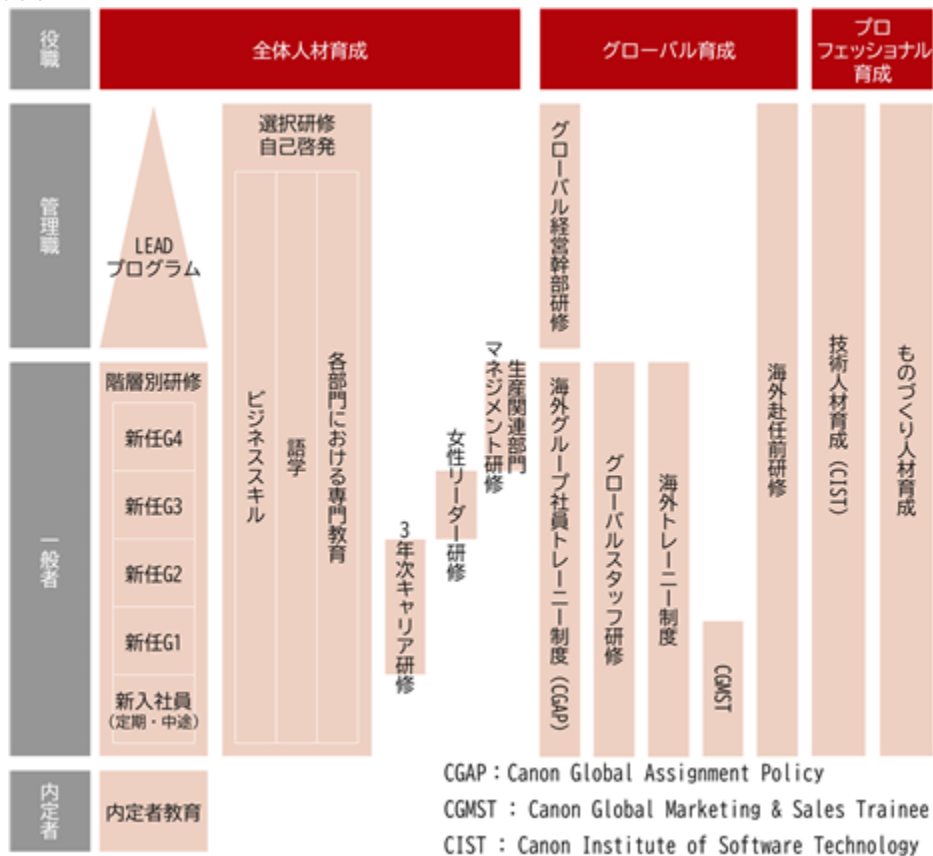 役職
全体人材育成
グローバル育成
プロ
フェッショナル
育成
管理職
LEAD
プログラム
選択研修
自己啓発
ビジネススキル
語学
各部門における専門教育
グローバル経営幹部研修
一般者
階層別研修
新任G4
新任G3
新任G2
新任G1
新入社員
(定期・中途)
3年次キャリア研修
女性リーダー研修
生産関連部門
マネジメント研修
海外グループ社員トレーニー制度(CGAP)
グローバルスタッフ研修
海外トレーニー制度
CGMST
海外赴任前研修
技術人材育成(CIST)
ものづくり人材育成
内定者
内定者教育
CGAP：Canon Global Assignment Policy
CGMST : Canon Global Marketing & Sales Trainee
CIST : Canon Institute of Software Technology